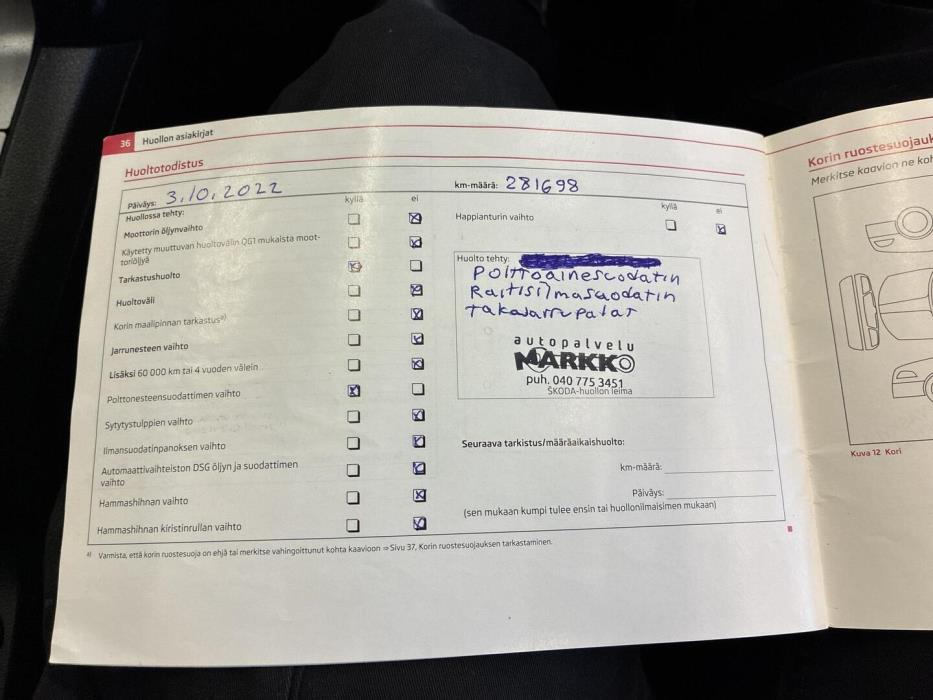 36 Huollon asiakirjat
Huoltotodistus
Päiväys: 3.10.2022
km-määrä: 281698
Huollossa tehty:
kyllä ei
Moottorin öljynvaihto
Käytetty muuttuvan huoltovälin QG1 mukaista moot-
toriöljyä
Tarkastushuolto
Huoltoväli
Korin maalipinnan tarkastus a)
Jarrunesteen vaihto
Lisäksi 60 000 km tai 4 vuoden välein
Polttonesteensuodattimen vaihto
Sytytystulppien vaihto
Ilmansuodatinpanoksen vaihto
Automaattivaihteiston DSG öljyn ja suodattimen
vaihto
Hammashihnan vaihto
Hammashihnan kiristinrullan vaihto
kyllä ei
Happianturin vaihto
Huolto tehty:
Polttoainescodatin
Raitisilmasuodatin
takajarrupalat
autopalvelu
MARKKO
puh. 040 775 3451
ŠKODA-huollon leima
Seuraava tarkistus/määräaikaishuolto:
km-määrä:
Päiväys:
(sen mukaan kumpi tulee ensin tai huollonilmaisimen mukaan)
a) Varmista, että korin ruostesuoja on ehjä tai merkitse vahingoittunut kohta kaavioon ⇒ Sivu 37, Korin ruostesuojauksen tarkastaminen.
Korin ruostesuojauk
Merkitse kaavion ne koh
Kuva 12 Kori